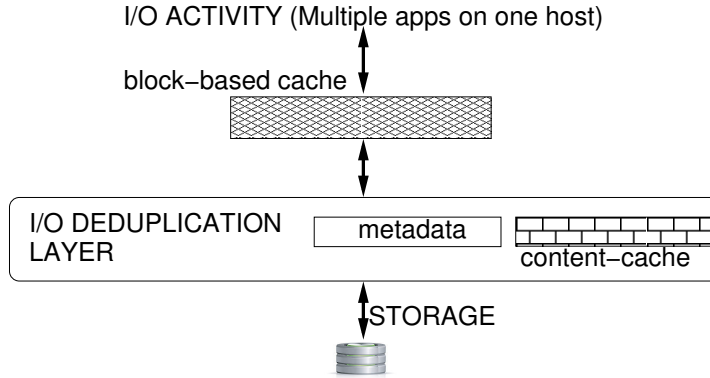 I/O ACTIVITY (Multiple apps on one host)
block−based cache
I/O DEDUPLICATION
LAYER
metadata
content−cache
STORAGE